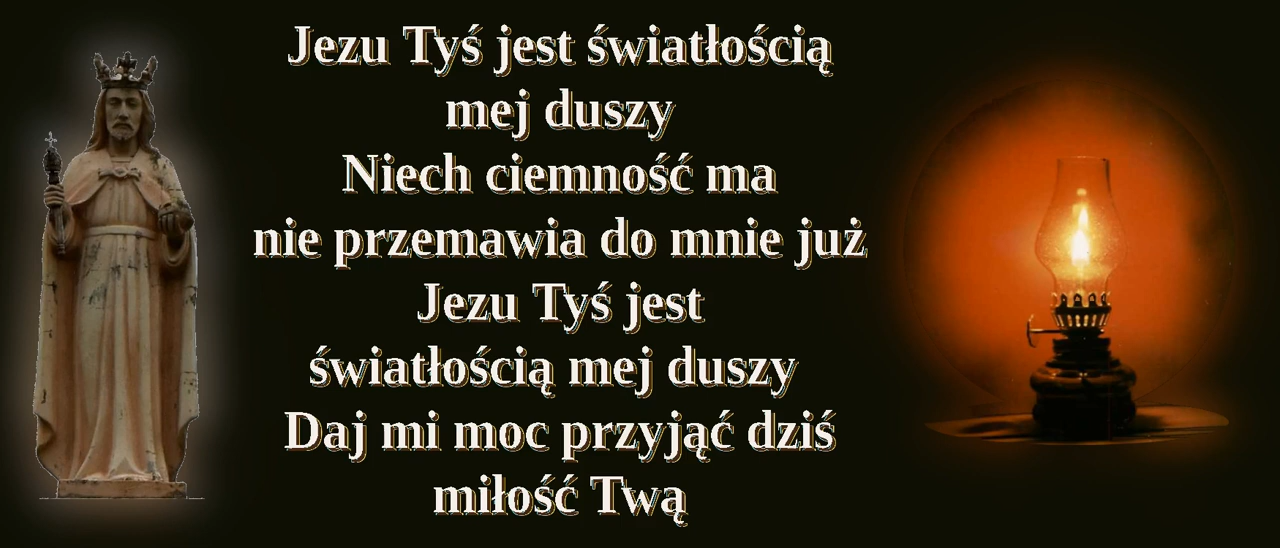 Jezu Tyś jest światłością
mej duszy
Niech ciemność ma
nie przemawia do mnie już
Jezu Tyś jest
światłością mej duszy
Daj mi moc przyjąć dziś
miłość Twą